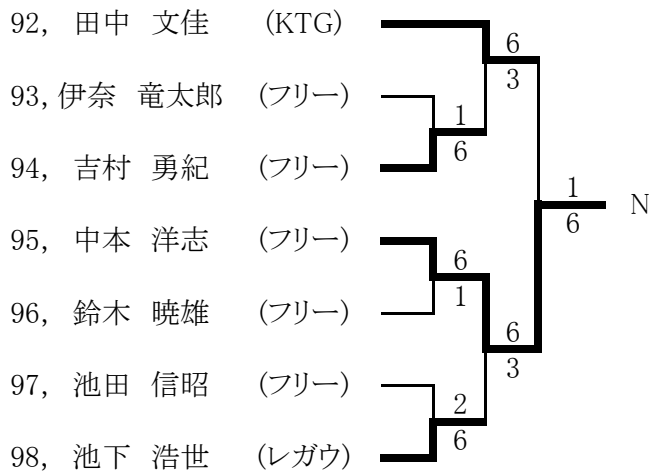 92, 田中 文佳 (KTG)
6
3
93, 伊奈 竜太郎 (フリー)
1
6
94, 吉村 勇紀 (フリー)
1
6
N
95, 中本 洋志 (フリー)
6
1
96, 鈴木 暁雄 (フリー)
6
3
97, 池田 信昭 (フリー)
2
6
98, 池下 浩世 (レガウ)